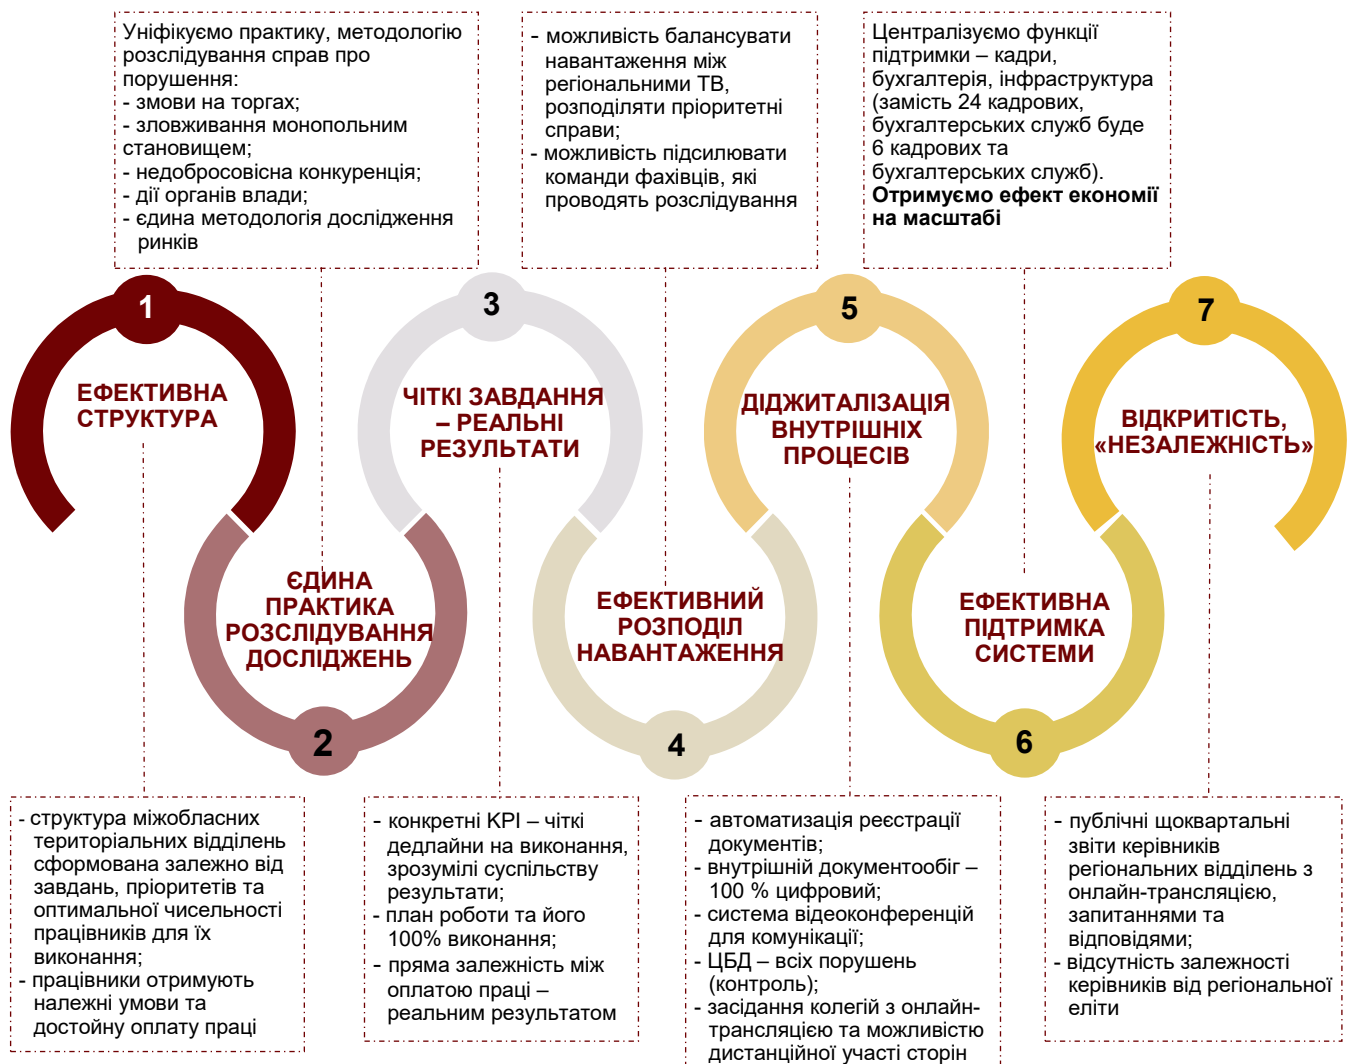 Уніфікуємо практику, методологію
розслідування справ про
порушення:
- змови на торгах;
- зловживання монопольним
становищем;
- недобросовісна конкуренція;
- дії органів влади;
- єдина методологія дослідження
ринків
- можливість балансувати
навантаження між
регіональними ТВ,
розподіляти пріоритетні
справи;
- можливість підсилювати
команди фахівців, які
проводять розслідування
Централізуємо функції
підтримки – кадри,
бухгалтерія, інфраструктура
(замість 24 кадрових,
бухгалтерських служб буде
6 кадрових та
бухгалтерських служб).
Отримуємо ефект економії
на масштабі
1
ЕФЕКТИВНА
СТРУКТУРА
3
ЧІТКІ ЗАВДАННЯ
– РЕАЛЬНІ
РЕЗУЛЬТАТИ
5
ДІДЖИТАЛІЗАЦІЯ
ВНУТРІШНІХ
ПРОЦЕСІВ
7
ВІДКРИТІСТЬ,
«НЕЗАЛЕЖНІСТЬ»
ЄДИНА
ПРАКТИКА
РОЗСЛІДУВАННЯ
ДОСЛІДЖЕНЬ
2
ЕФЕКТИВНИЙ
РОЗПОДІЛ
НАВАНТАЖЕННЯ
4
ЕФЕКТИВНА
ПІДТРИМКА
СИСТЕМИ
6
- структура міжобласних
територіальних відділень
сформована залежно від
завдань, пріоритетів та
оптимальної чисельності
працівників для їх
виконання;
- працівники отримують
належні умови та
достойну оплату праці
- конкретні KPI – чіткі
дедлайни на виконання,
зрозумілі суспільству
результати;
- план роботи та його
100% виконання;
- пряма залежність між
оплатою праці –
реальним результатом
- автоматизація реєстрації
документів;
- внутрішній документообіг –
100 % цифровий;
- система відеоконференцій
для комунікації;
- ЦБД – всіх порушень
(контроль);
- засідання колегій з онлайн-
трансляцією та можливістю
дистанційної участі сторін
- публічні щоквартальні
звіти керівників
регіональних відділень з
онлайн-трансляцією,
запитаннями та
відповідями;
- відсутність залежності
керівників від регіональної
еліти